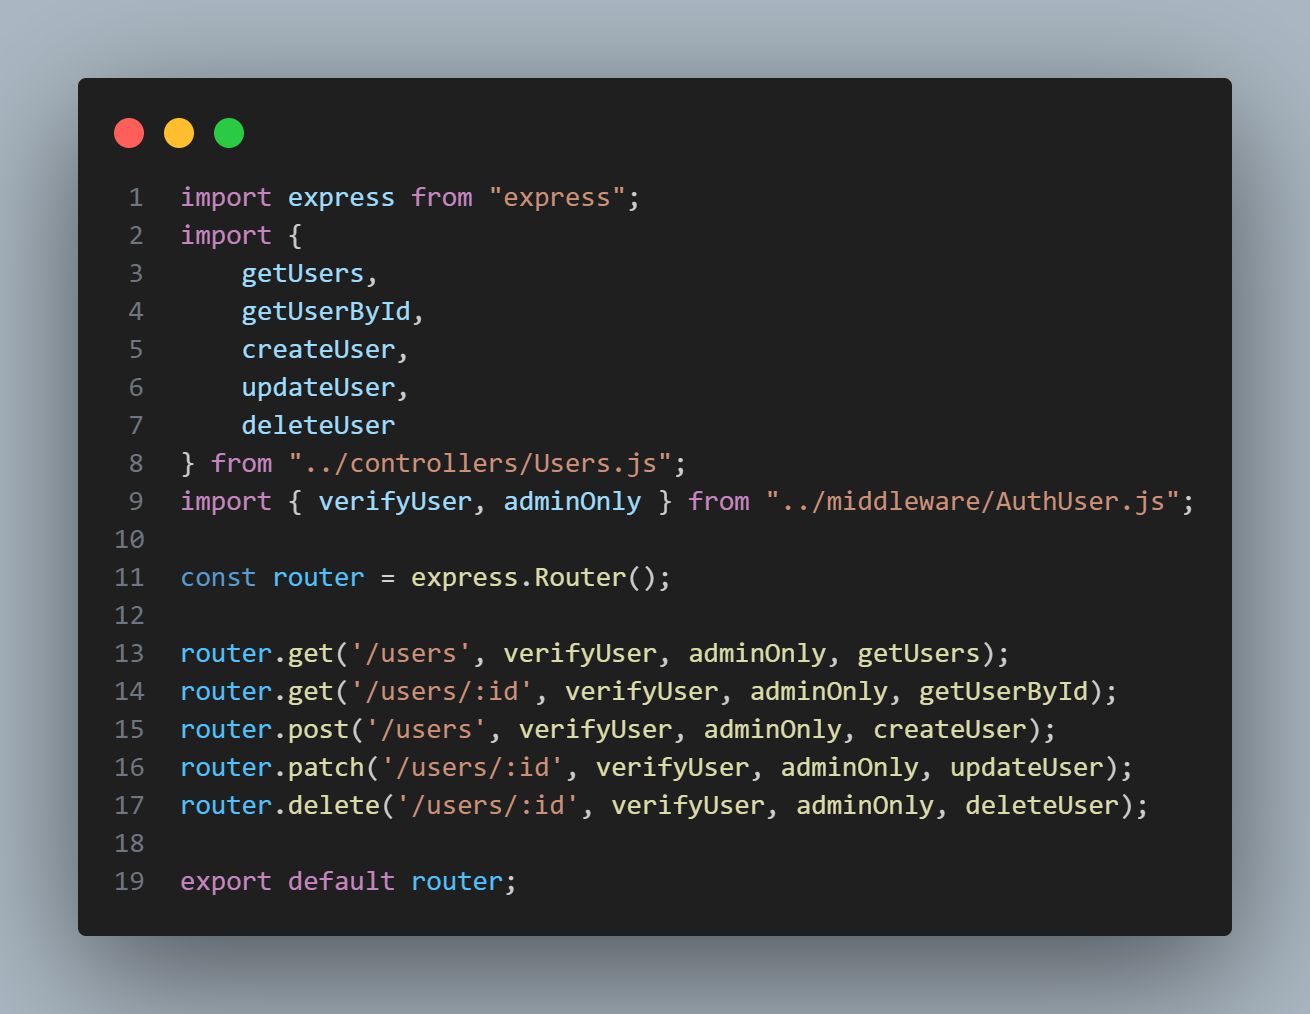 1 import express from "express";
2 import {
3     getUsers,
4     getUserById,
5     createUser,
6     updateUser,
7     deleteUser
8 } from "../controllers/Users.js";
9 import { verifyUser, adminOnly } from "../middleware/AuthUser.js";
10
11 const router = express.Router();
12
13 router.get('/users', verifyUser, adminOnly, getUsers);
14 router.get('/users/:id', verifyUser, adminOnly, getUserById);
15 router.post('/users', verifyUser, adminOnly, createUser);
16 router.patch('/users/:id', verifyUser, adminOnly, updateUser);
17 router.delete('/users/:id', verifyUser, adminOnly, deleteUser);
18
19 export default router;